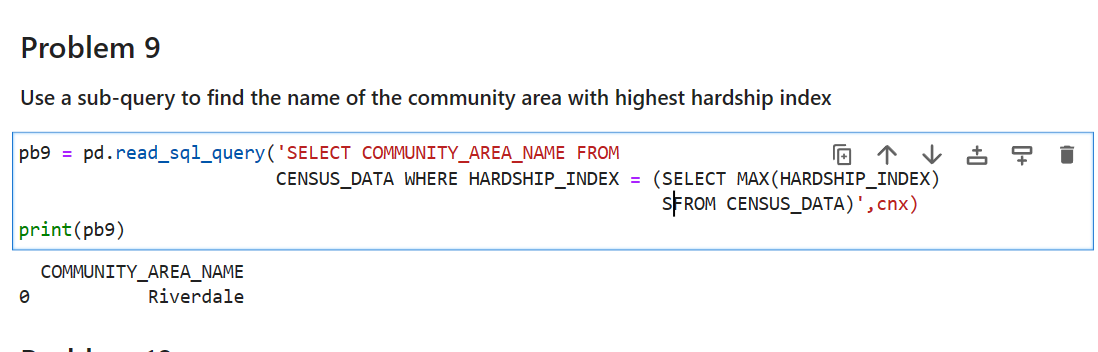 Problem 9
Use a sub-query to find the name of the community area with highest hardship index
pb9 = pd.read_sql_query('SELECT COMMUNITY_AREA_NAME FROM
CENSUS_DATA WHERE HARDSHIP_INDEX = (SELECT MAX(HARDSHIP_INDEX)
SFROM CENSUS_DATA)',cnx)
print(pb9)
COMMUNITY_AREA_NAME
0 Riverdale